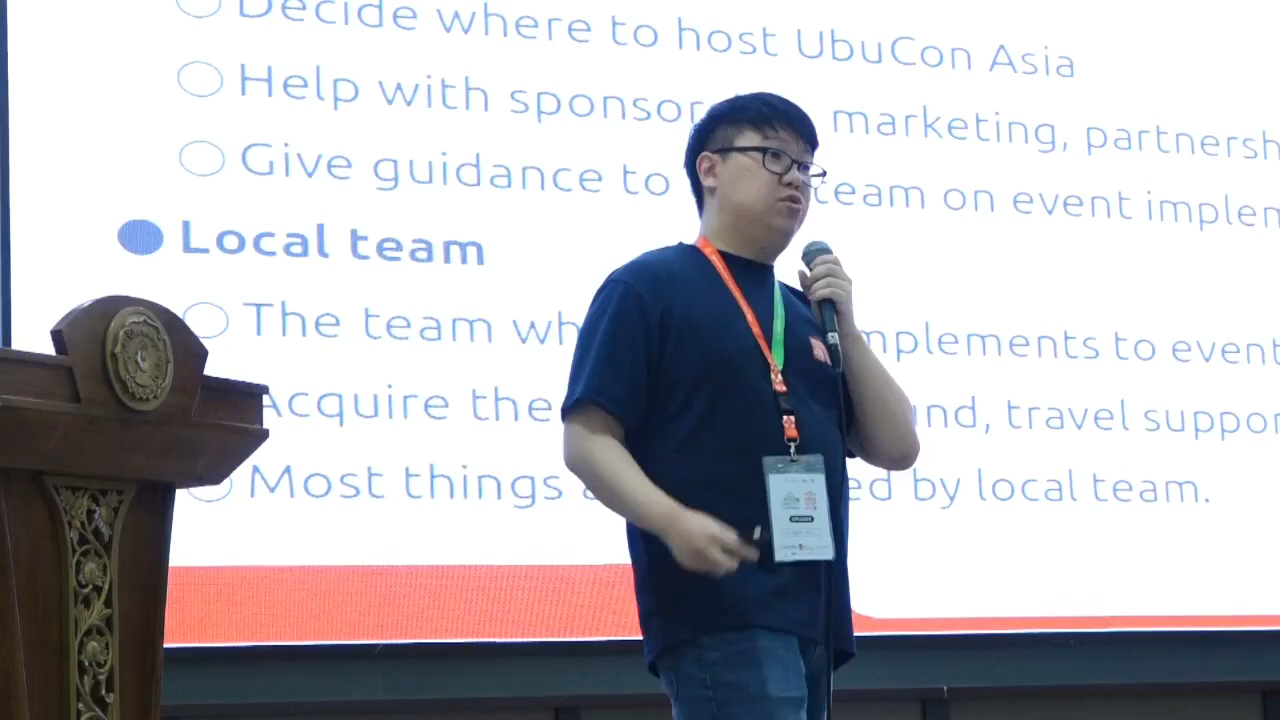 Decide where to host UbuCon Asia
Help with sponsor marketing, partnersh
Give guidance to team on event implem
Local team
The team wh mplements to event
Acquire the und, travel suppor
Most things ed by local team.
SPEAKER